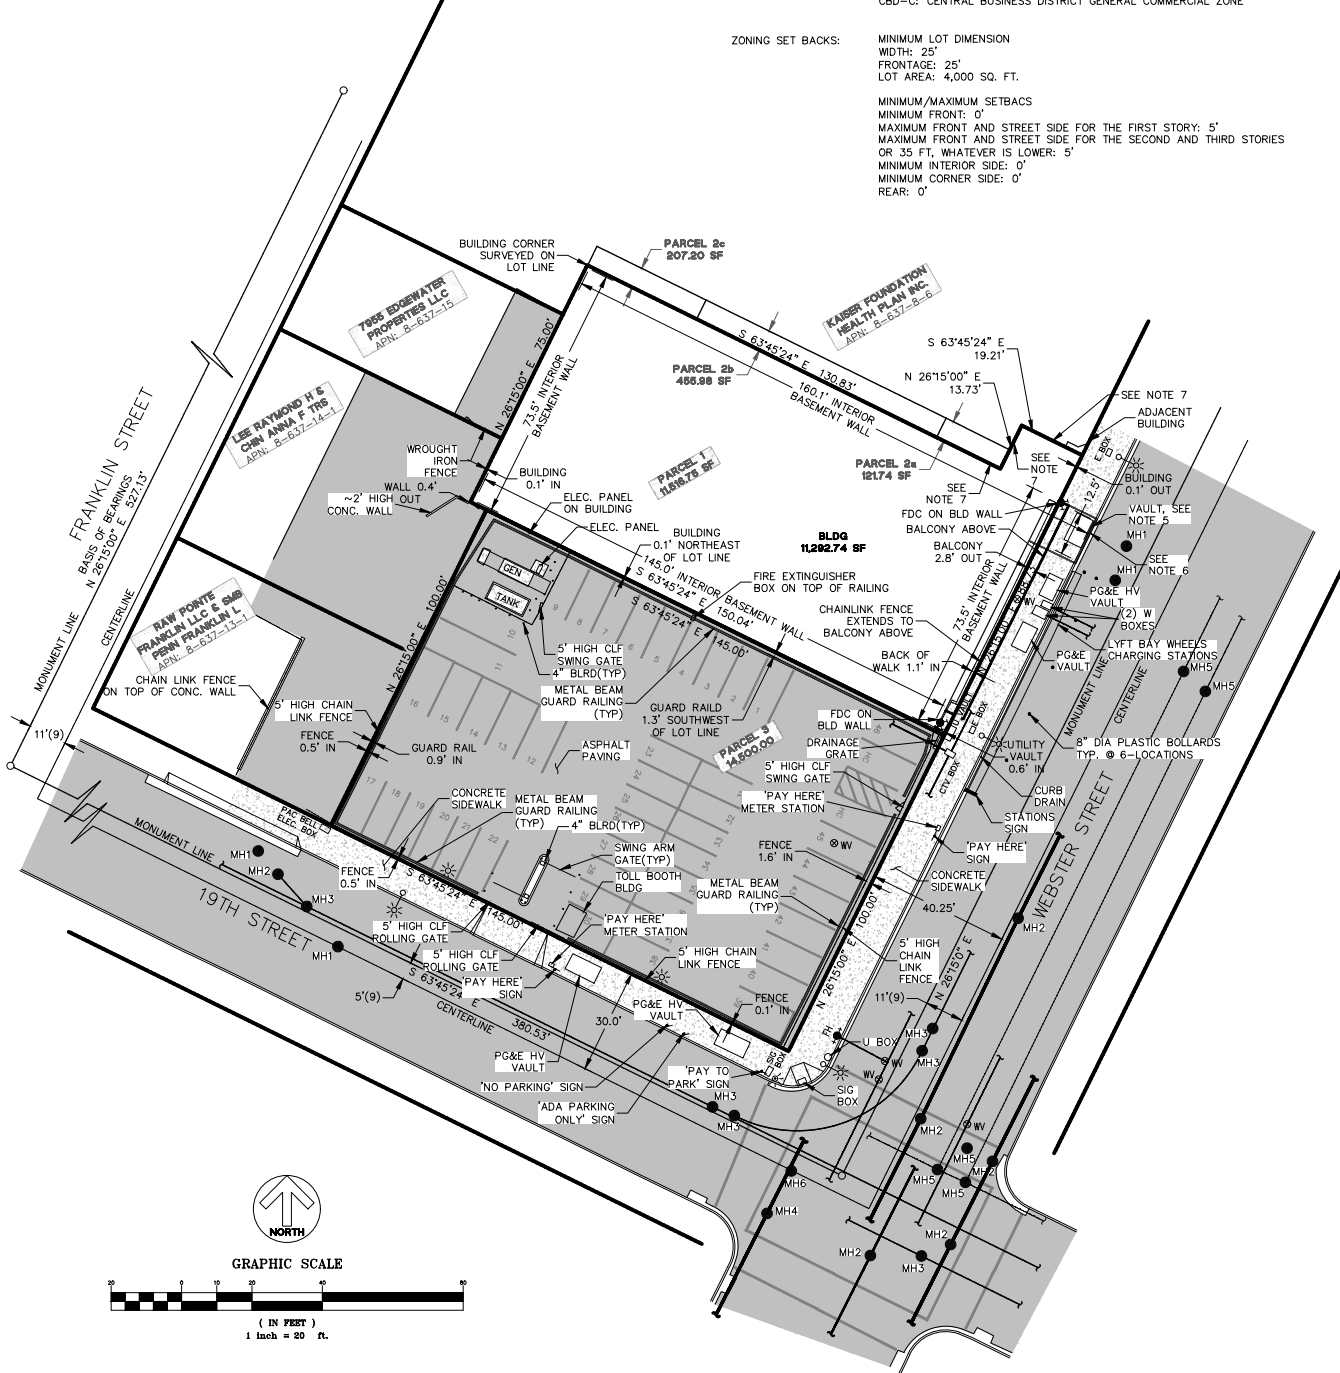 CBD-C: CENTRAL BUSINESS DISTRICT GENERAL COMMERCIAL ZONE
ZONING SET BACKS:
MINIMUM LOT DIMENSION
WIDTH: 25'
FRONTAGE: 25'
LOT AREA: 4,000 SQ. FT.
MINIMUM/MAXIMUM SETBACS
MINIMUM FRONT: 0'
MAXIMUM FRONT AND STREET SIDE FOR THE FIRST STORY: 5'
MAXIMUM FRONT AND STREET SIDE FOR THE SECOND AND THIRD STORIES
OR 35 FT, WHATEVER IS LOWER: 5'
MINIMUM INTERIOR SIDE: 0'
MINIMUM CORNER SIDE: 0'
REAR: 0'
BUILDING CORNER
SURVEYED ON
LOT LINE
PARCEL 2c
207.20 SF
7955 EDGEWATER
PROPERTIES LLC
APN: 8-637-15
KAISER FOUNDATION
HEALTH PLAN INC.
APN: 8-637-8-6
S 63°45'24" E 130.83'
S 63°45'24" E
19.21'
N 26°15'00" E
13.73'
PARCEL 2b
455.98 SF
160.1' INTERIOR
BASEMENT WALL
N 26°15'00" E 75.00'
73.5' INTERIOR
BASEMENT WALL
SEE NOTE 7
ADJACENT
BUILDING
LEE RAYMOND H &
CHIN ANNA F TRS
APN: 8-637-14-1
FRANKLIN STREET
BASIS OF BEARINGS
N 26°15'00" E 527.13'
MONUMENT LINE
CENTERLINE
WROUGHT
IRON
FENCE
WALL 0.4'
~2' HIGH OUT
CONC. WALL
BUILDING
0.1' IN
ELEC. PANEL
ON BUILDING
ELEC. PANEL
PARCEL 1
11,516.75 SF
PARCEL 2a
121.74 SF
SEE
NOTE
7
SEE
NOTE 7
E BOX
12.5'
BUILDING
0.1' OUT
VAULT, SEE
NOTE 5
MH1
SEE
NOTE 6
FDC ON BLD WALL
BALCONY ABOVE
BALCONY
2.8' OUT
BLDG
11,292.74 SF
BUILDING
0.1' NORTHEAST
OF LOT LINE
145.0' INTERIOR BASEMENT WALL
S 63°45'24" E 150.04'
S 63°45'24" E 145.00'
FIRE EXTINGUISHER
BOX ON TOP OF RAILING
CHAINLINK FENCE
EXTENDS TO
BALCONY ABOVE
73.5' INTERIOR
BASEMENT WALL
MH1
PG&E HV
VAULT
WV
(2) W
BOXES
LYFT BAY WHEELS
CHARGING STATIONS
PG&E
VAULT
MH5
MH5
RAW POINTE
FRANKLIN LLC & SMB
PENN FRANKLIN L
APN: 8-637-13-1
GEN
TANK
N 26°15'00" E 100.00'
5' HIGH CLF
SWING GATE
4" BLRD(TYP)
METAL BEAM
GUARD RAILING
(TYP)
BACK OF
WALK 1.1' IN
CHAIN LINK FENCE
ON TOP OF CONC. WALL
5' HIGH CHAIN
LINK FENCE
FENCE
0.5' IN
GUARD RAIL
0.9' IN
GUARD RAILD
1.3' SOUTHWEST
OF LOT LINE
PARCEL 3
14,500.00
FDC ON
BLD WALL
DRAINAGE
GRATE
5' HIGH CLF
SWING GATE
'PAY HERE'
METER STATION
E BOX
UTILITY
VAULT
0.6' IN
CTV BOX
8" DIA PLASTIC BOLLARDS
TYP. @ 6-LOCATIONS
MONUMENT LINE
CENTERLINE
CURB
DRAIN
STATIONS
SIGN
'PAY HERE'
SIGN
WEBSTER STREET
11'(9)
ASPHALT
PAVING
CONCRETE
SIDEWALK
METAL BEAM
GUARD RAILING
(TYP)
4" BLRD(TYP)
SWING ARM
GATE(TYP)
TOLL BOOTH
BLDG
FENCE
1.6' IN
WV
HC
CONCRETE
SIDEWALK
40.25'
METAL BEAM
GUARD RAILING
(TYP)
PAC BELL
ELEC. BOX
MONUMENT LINE
MH1
MH2
MH3
MH1
19TH STREET
FENCE
0.5' IN
S 63°45'24" E 145.00'
5' HIGH CLF
ROLLING GATE
5' HIGH CLF
ROLLING GATE
'PAY HERE'
METER STATION
'PAY HERE'
SIGN
5' HIGH CHAIN
LINK FENCE
N 26°15'00" E 100.00'
5' HIGH
CHAIN
LINK
FENCE
N 26°15'0" E
11'(9)
MH2
5'(9)
S 63°45'24" E 380.53'
CENTERLINE
30.0'
PG&E HV
VAULT
FENCE
0.1' IN
PG&E HV
VAULT
'NO PARKING' SIGN
'ADA PARKING
ONLY' SIGN
'PAY TO
PARK' SIGN
SIG
BOX
FH
U BOX
SIG
BOX
WV
WV
MH3
MH3
MH3
MH3
MH2
WV
MH5
MH5
MH5
MH2
MH6
MH4
MH2
MH2
MH3
NORTH
GRAPHIC SCALE
20 0 10 20 40 80
( IN FEET )
1 inch = 20 ft.